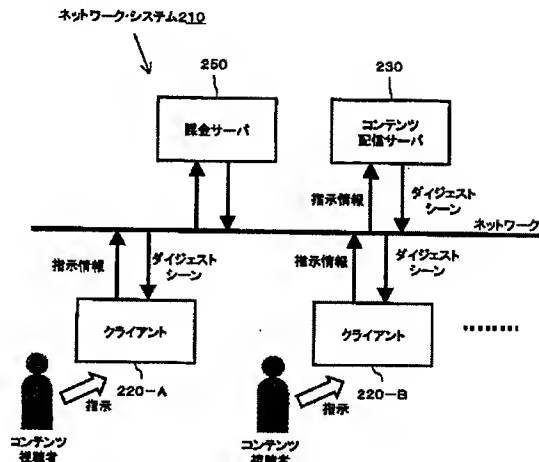 ネットワーク・システム210
250
230
課金サーバ
コンテンツ
配信サーバ
指示情報
ダイジェスト
シーン
ネットワーク
指示情報
ダイジェスト
シーン
指示情報
ダイジェスト
シーン
クライアント
クライアント
220-A
220-B
指示
指示
コンテンツ
視聴者
コンテンツ
視聴者